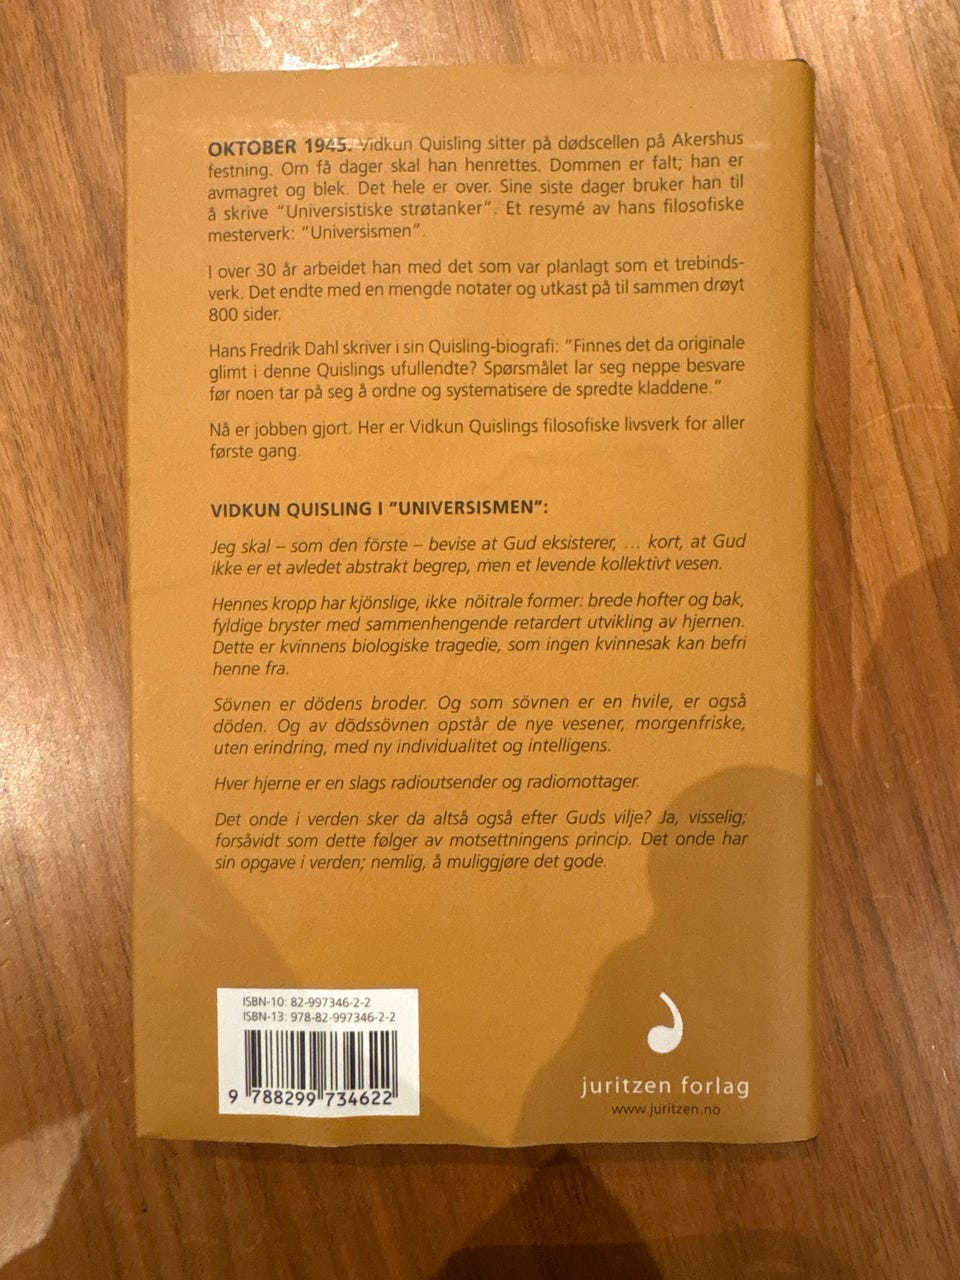 OKTOBER 1945. Vidkun Quisling sitter på dødscellen på Akershus
festning. Om få dager skal han henrettes. Dommen er falt; han er
avmagret og blek. Det hele er over. Sine siste dager bruker han til
å skrive "Universistiske strøtanker". Et resymé av hans filosofiske
mesterverk: "Universismen".
I over 30 år arbeidet han med det som var planlagt som et trebinds-
verk. Det endte med en mengde notater og utkast på til sammen drøyt
800 sider.
Hans Fredrik Dahl skriver i sin Quisling-biografi: "Finnes det da originale
glimt i denne Quislings ufullendte? Spørsmålet lar seg neppe besvare
før noen tar på seg å ordne og systematisere de spredte kladdene."
Nå er jobben gjort. Her er Vidkun Quislings filosofiske livsverk for aller
første gang.
VIDKUN QUISLING I "UNIVERSISMEN":
Jeg skal – som den förste – bevise at Gud eksisterer, ... kort, at Gud
ikke er et avledet abstrakt begrep, men et levende kollektivt vesen.
Hennes kropp har kjönslige, ikke nöitrale former: brede hofter og bak,
fyldige bryster med sammenhengende retardert utvikling av hjernen.
Dette er kvinnens biologiske tragedie, som ingen kvinnesak kan befri
henne fra.
Sövnen er dödens broder. Og som sövnen er en hvile, er også
döden. Og av dödssövnen opstår de nye vesener, morgenfriske,
uten erindring, med ny individualitet og intelligens.
Hver hjerne er en slags radioutsender og radiomottager.
Det onde i verden sker da altså også efter Guds vilje? Ja, visselig;
forsåvidt som dette følger av motsettningens princip. Det onde har
sin opgave i verden; nemlig, å muliggjøre det gode.
ISBN-10: 82-997346-2-2
ISBN-13: 978-82-997346-2-2
9 788299 734622
juritzen forlag
www.juritzen.no